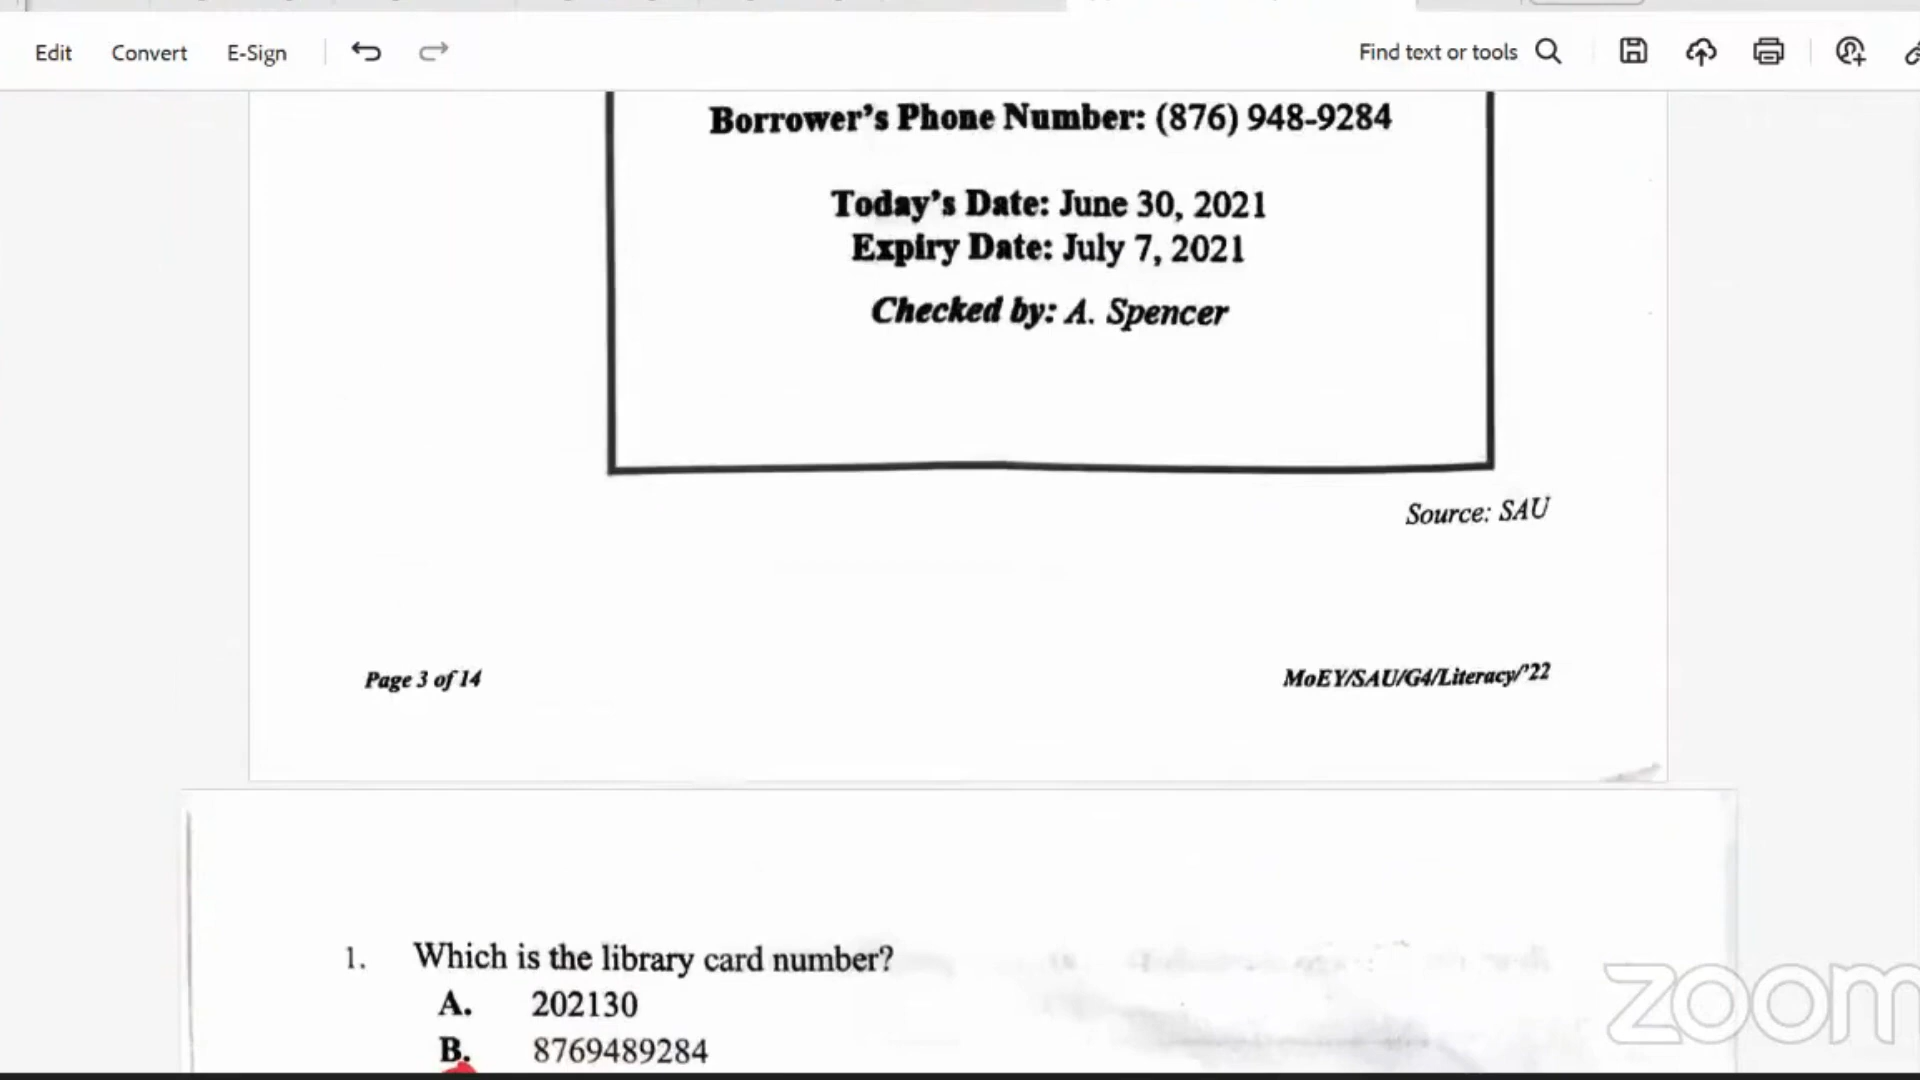 Edit Convert E-Sign Find text or tools
Borrower's Phone Number: (876) 948-9284
Today's Date: June 30, 2021
Expiry Date: July 7, 2021
Checked by: A. Spencer
Source: SAU
Page 3 of 14 MoEY/SAU/G4/Literacy/'22
1. Which is the library card number?
A. 202130
B. 8769489284
zoom